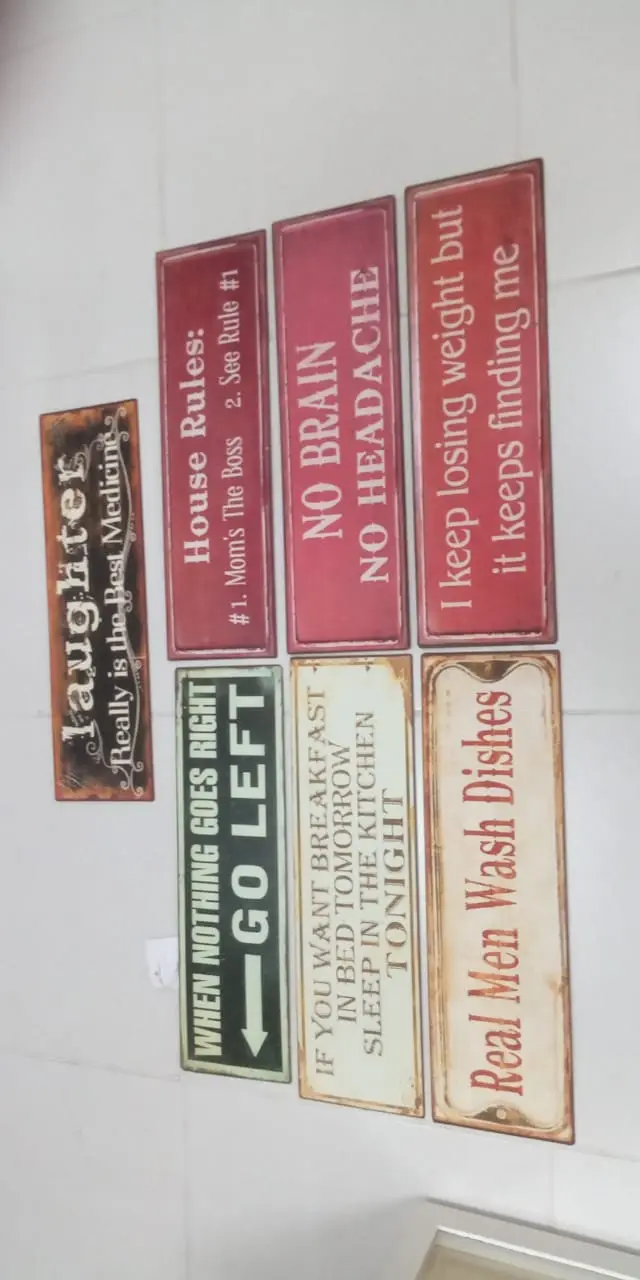 laughter
Really is the Best Medicine
WHEN NOTHING GOES RIGHT
GO LEFT
House Rules:
#1. Mom's The Boss 2. See Rule #1
IF YOU WANT BREAKFAST
IN BED TOMORROW
SLEEP IN THE KITCHEN
TONIGHT
NO BRAIN
NO HEADACHE
Real Men Wash Dishes
I keep losing weight but
it keeps finding me